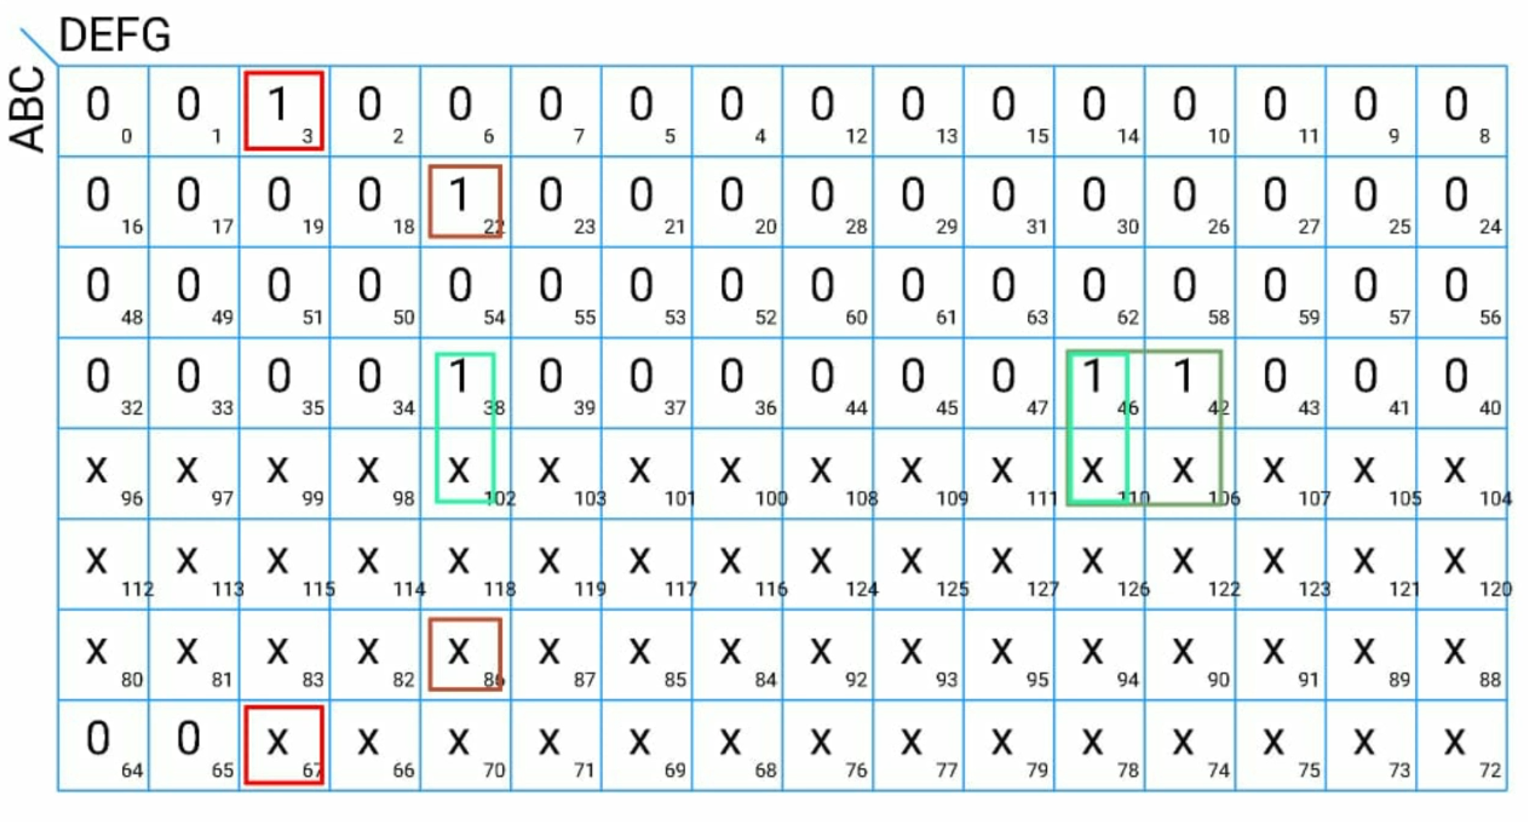 DEFG
ABC
0 0 1 0 0 0 0 0 0 0 0 0 0 0 0 0
0 1 3 2 6 7 5 4 12 13 15 14 10 11 9 8
0 0 0 0 1 0 0 0 0 0 0 0 0 0 0 0
16 17 19 18 22 23 21 20 28 29 31 30 26 27 25 24
0 0 0 0 0 0 0 0 0 0 0 0 0 0 0 0
48 49 51 50 54 55 53 52 60 61 63 62 58 59 57 56
0 0 0 0 1 0 0 0 0 0 0 1 1 0 0 0
32 33 35 34 38 39 37 36 44 45 47 46 42 43 41 40
x x x x x x x x x x x x x x x x
96 97 99 98 102 103 101 100 108 109 111 110 106 107 105 104
x x x x x x x x x x x x x x x x
112 113 115 114 118 119 117 116 124 125 127 126 122 123 121 120
x x x x x x x x x x x x x x x x
80 81 83 82 86 87 85 84 92 93 95 94 90 91 89 88
0 0 x x x x x x x x x x x x x x
64 65 67 66 70 71 69 68 76 77 79 78 74 75 73 72